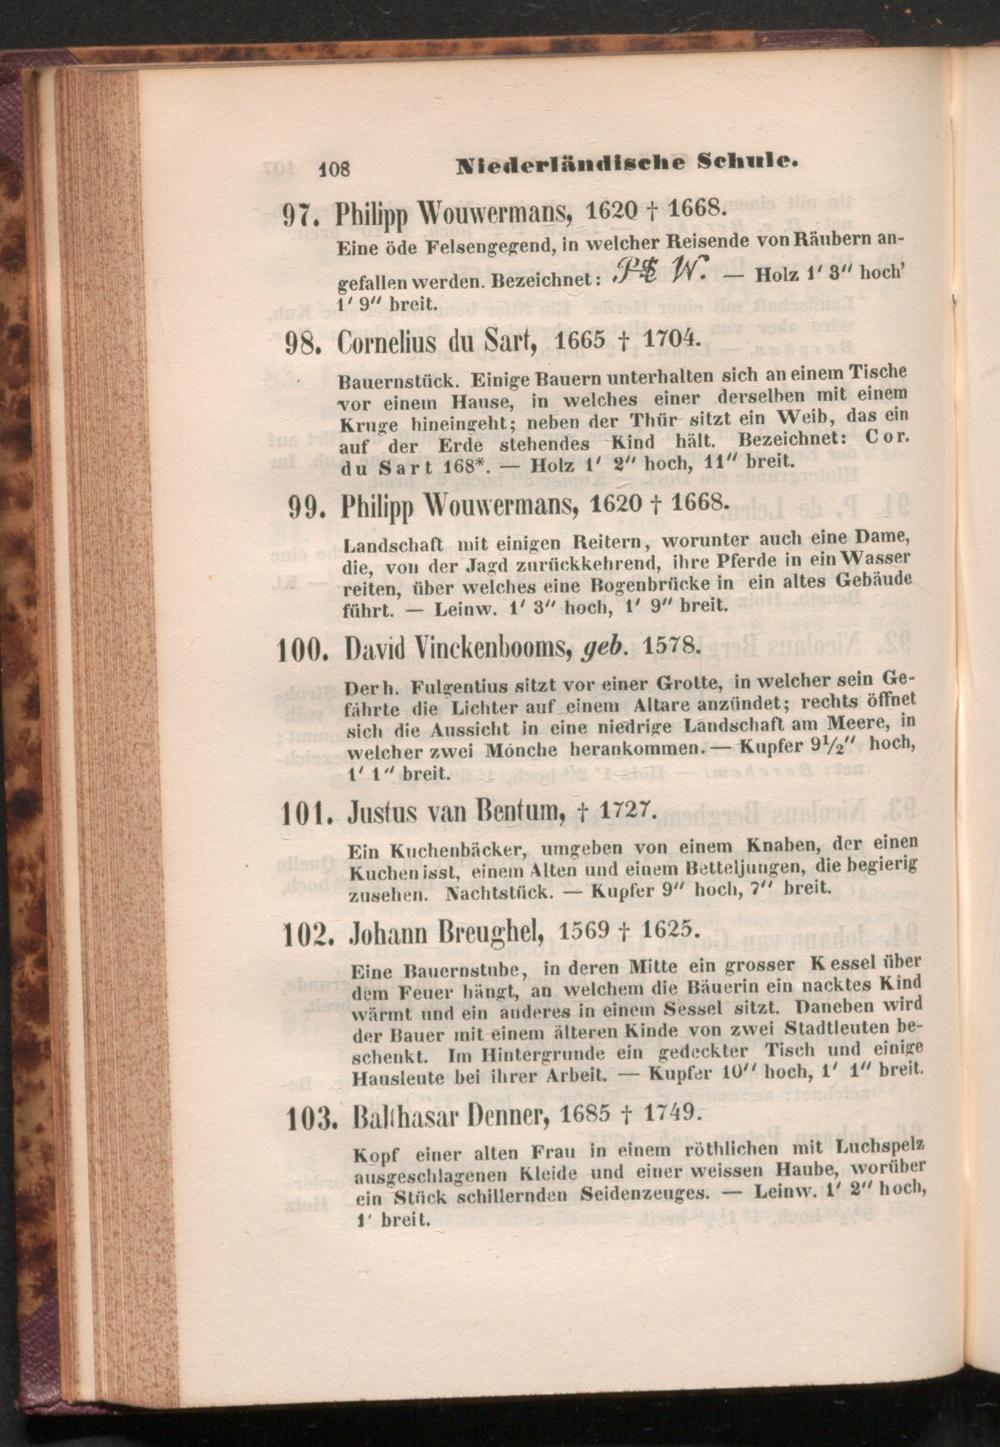 108 Niederländische Schule.
97. Philipp Wouwermans, 1620 † 1668.
Eine öde Felsengegend, in welcher Reisende von Räubern an-
gefallen werden. Bezeichnet: W. — Holz 1′ 3″ hoch′
1′ 9″ breit.
98. Cornelius du Sart, 1665 † 1704.
Bauernstück. Einige Bauern unterhalten sich an einem Tische
vor einem Hause, in welches einer derselben mit einem
Kruge hineingeht; neben der Thür sitzt ein Weib, das ein
auf der Erde stehendes Kind hält. Bezeichnet: Cor.
du Sart 168*. — Holz 1′ 2″ hoch, 11″ breit.
99. Philipp Wouwermans, 1620 † 1668.
Landschaft mit einigen Reitern, worunter auch eine Dame,
die, von der Jagd zurückkehrend, ihre Pferde in ein Wasser
reiten, über welches eine Bogenbrücke in ein altes Gebäude
führt. — Leinw. 1′ 3″ hoch, 1′ 9″ breit.
100. David Vinckenbooms, geb. 1578.
Der h. Fulgentius sitzt vor einer Grotte, in welcher sein Ge-
fährte die Lichter auf einem Altare anzündet; rechts öffnet
sich die Aussicht in eine niedrige Landschaft am Meere, in
welcher zwei Mönche herankommen. — Kupfer 9½″ hoch,
1′ 1″ breit.
101. Justus van Bentum, † 1727.
Ein Kuchenbäcker, umgeben von einem Knaben, der einen
Kuchen isst, einem Alten und einem Betteljungen, die begierig
zusehen. Nachtstück. — Kupfer 9″ hoch, 7″ breit.
102. Johann Breughel, 1569 † 1625.
Eine Bauernstube, in deren Mitte ein grosser Kessel über
dem Feuer hängt, an welchem die Bäuerin ein nacktes Kind
wärmt und ein anderes in einem Sessel sitzt. Daneben wird
der Bauer mit einem älteren Kinde von zwei Stadtleuten be-
schenkt. Im Hintergrunde ein gedeckter Tisch und einige
Hausleute bei ihrer Arbeit. — Kupfer 10″ hoch, 1′ 1″ breit.
103. Balthasar Denner, 1685 † 1749.
Kopf einer alten Frau in einem röthlichen mit Luchspelz
ausgeschlagenen Kleide und einer weissen Haube, worüber
ein Stück schillernden Seidenzeuges. — Leinw. 1′ 2″ hoch,
1′ breit.